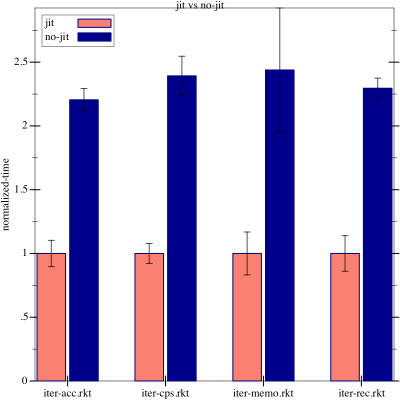 jit vs no-jit
jit
no-jit
2.5
2
1.5
1
.5
0
normalized-time
iter-acc.rkt
iter-cps.rkt
iter-memo.rkt
iter-rec.rkt